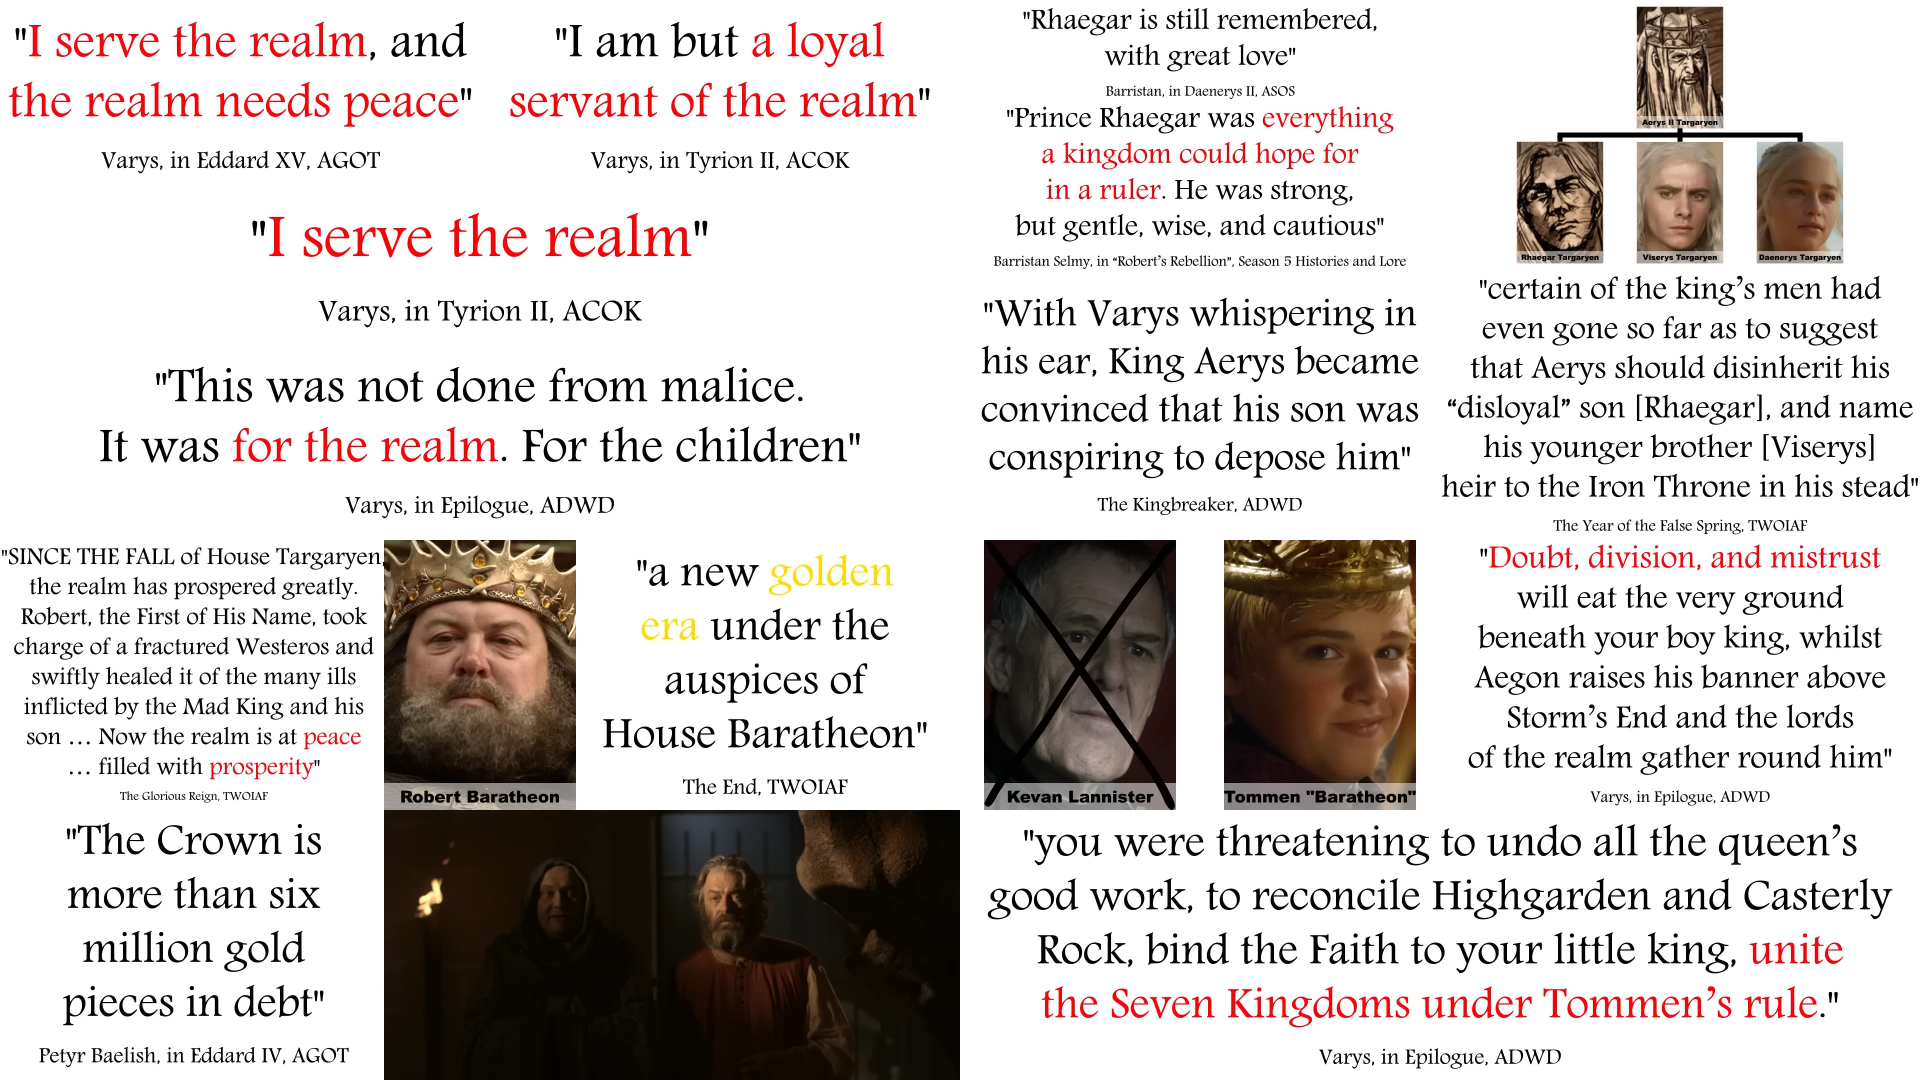 "I serve the realm, and
the realm needs peace"
Varys, in Eddard XV, AGOT
"I am but a loyal
servant of the realm"
Varys, in Tyrion II, ACOK
"I serve the realm"
Varys, in Tyrion II, ACOK
"This was not done from malice.
It was for the realm. For the children"
Varys, in Epilogue, ADWD
"Rhaegar is still remembered,
with great love"
Barristan, in Daenerys II, ASOS
"Prince Rhaegar was everything
a kingdom could hope for
in a ruler. He was strong,
but gentle, wise, and cautious"
Barristan Selmy, in “Robert’s Rebellion”, Season 5 Histories and Lore
"With Varys whispering in
his ear, King Aerys became
convinced that his son was
conspiring to depose him"
The Kingbreaker, ADWD
Aerys II Targaryen
Rhaegar Targaryen
Viserys Targaryen
Daenerys Targaryen
"certain of the king’s men had
even gone so far as to suggest
that Aerys should disinherit his
“disloyal” son [Rhaegar], and name
his younger brother [Viserys]
heir to the Iron Throne in his stead"
The Year of the False Spring, TWOIAF
"SINCE THE FALL of House Targaryen,
the realm has prospered greatly.
Robert, the First of His Name, took
charge of a fractured Westeros and
swiftly healed it of the many ills
inflicted by the Mad King and his
son … Now the realm is at peace
… filled with prosperity"
The Glorious Reign, TWOIAF
Robert Baratheon
"a new golden
era under the
auspices of
House Baratheon"
The End, TWOIAF
"The Crown is
more than six
million gold
pieces in debt"
Petyr Baelish, in Eddard IV, AGOT
Kevan Lannister
Tommen "Baratheon"
"Doubt, division, and mistrust
will eat the very ground
beneath your boy king, whilst
Aegon raises his banner above
Storm’s End and the lords
of the realm gather round him"
Varys, in Epilogue, ADWD
"you were threatening to undo all the queen’s
good work, to reconcile Highgarden and Casterly
Rock, bind the Faith to your little king, unite
the Seven Kingdoms under Tommen’s rule."
Varys, in Epilogue, ADWD